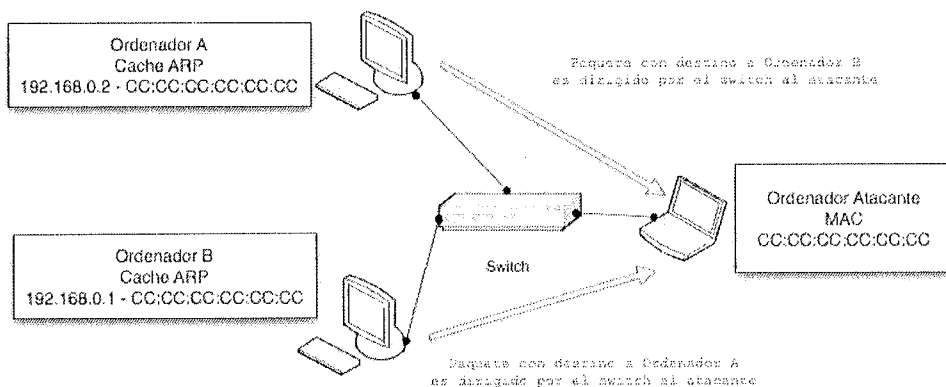 Ordenador A
Cache ARP
192.168.0.2 - CC:CC:CC:CC:CC:CC
Paquete con destino a Ordenador B
es dirigido por el switch al atacante
Ordenador Atacante
MAC
CC:CC:CC:CC:CC:CC
Ordenador B
Cache ARP
192.168.0.1 - CC:CC:CC:CC:CC:CC
Switch
Paquete con destino a Ordenador A
es dirigido por el switch al atacante